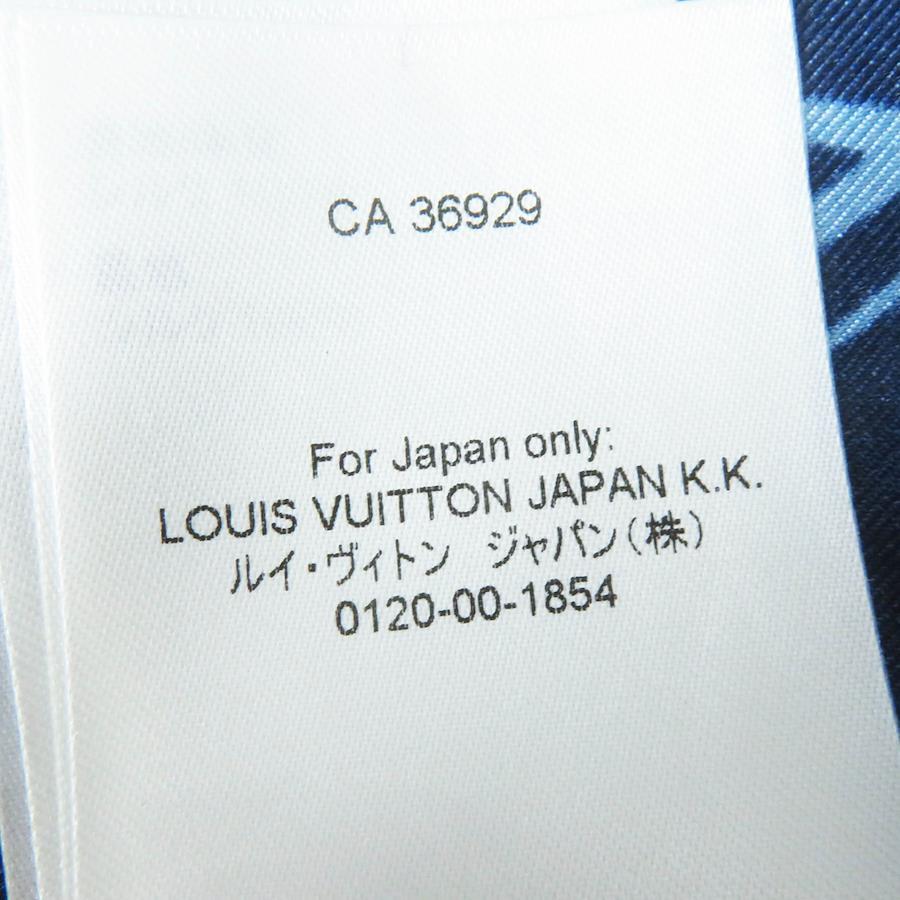 CA 36929
For Japan only:
LOUIS VUITTON JAPAN K.K.
ルイ・ヴィトン ジャパン(株)
0120-00-1854